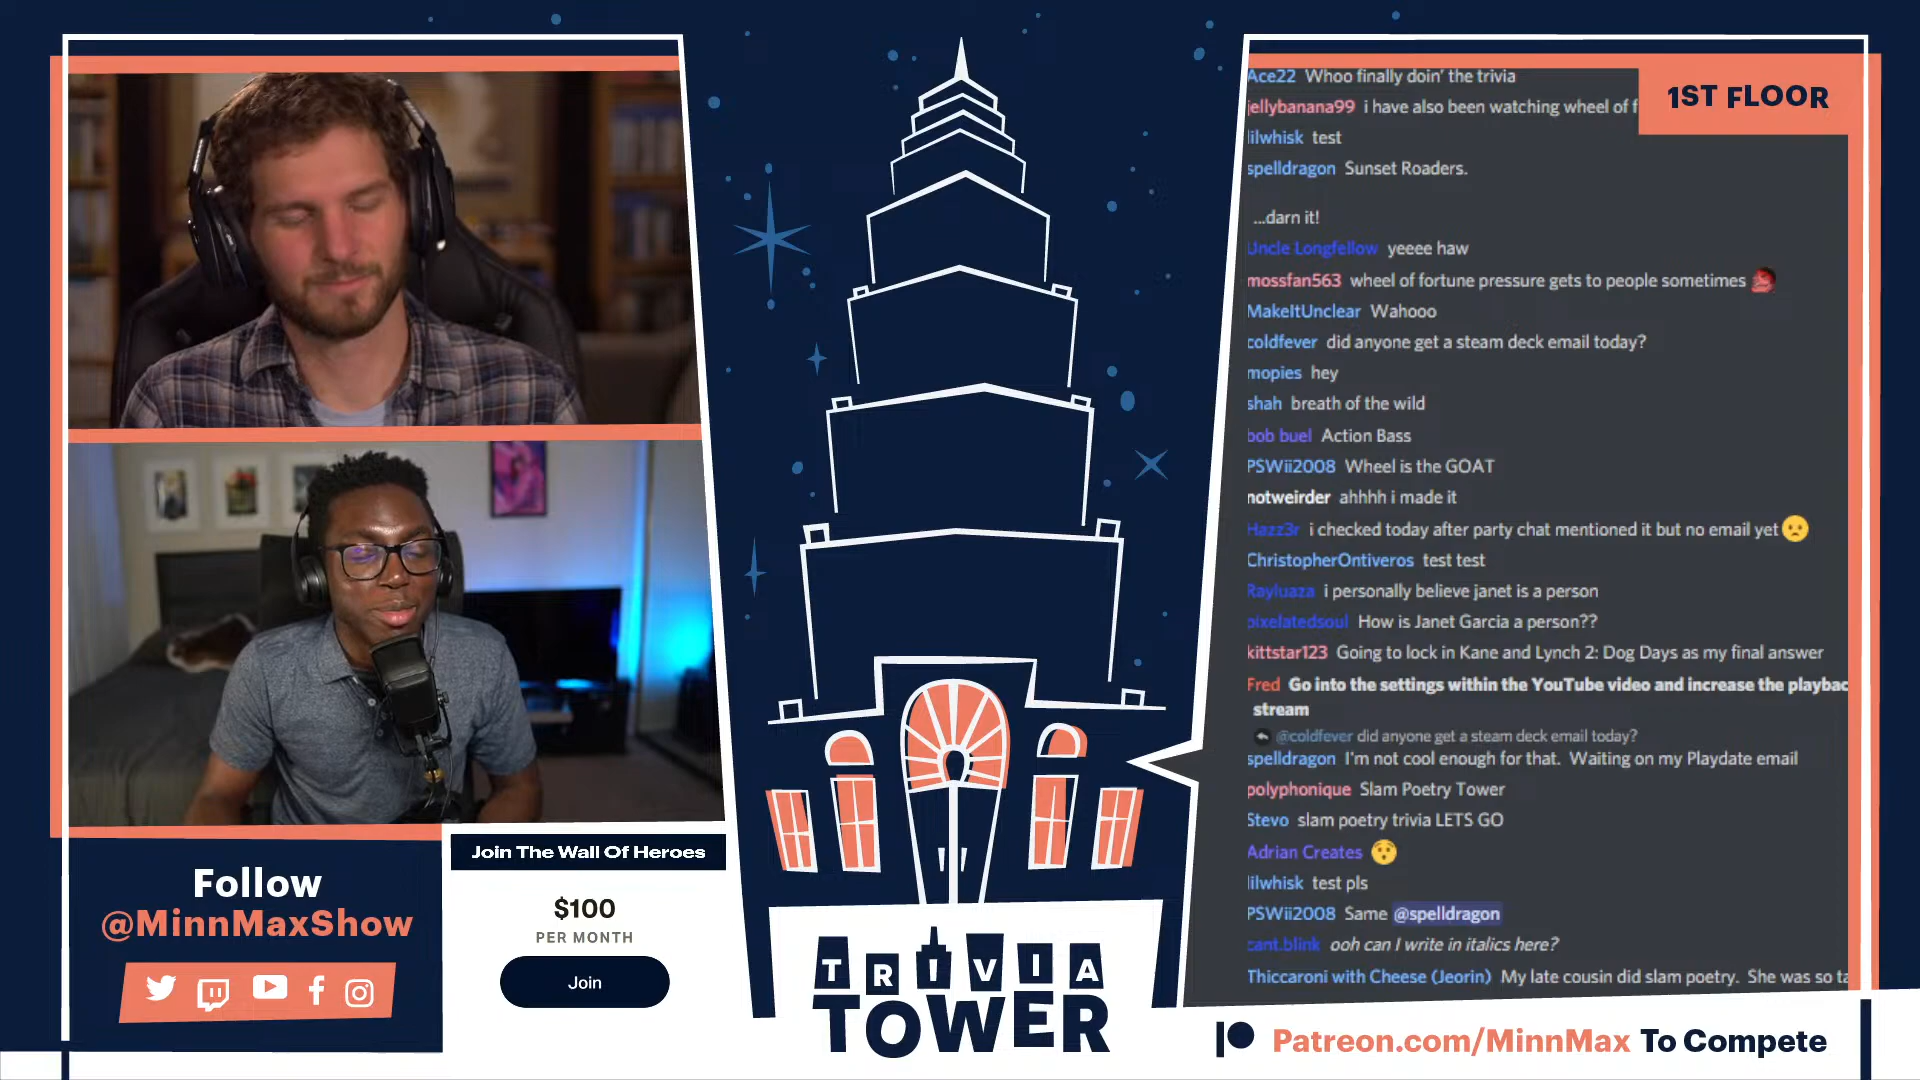 Ace22 Whoo finally doin' the trivia
jellybanana99 i have also been watching wheel of f
1ST FLOOR
lilwhisk test
spelldragon Sunset Roaders.
...darn it!
Uncle Longfellow yeeee haw
mossfan563 wheel of fortune pressure gets to people sometimes
MakeItUnclear Wahooo
coldfever did anyone get a steam deck email today?
mopies hey
shah breath of the wild
bob buel Action Bass
PSWii2008 Wheel is the GOAT
notweirder ahhhh i made it
Hazz3r i checked today after party chat mentioned it but no email yet
ChristopherOntiveros test test
Rayluaza i personally believe janet is a person
pixelatedsoul How is Janet Garcia a person??
kittstar123 Going to lock in Kane and Lynch 2: Dog Days as my final answer
Fred Go into the settings within the YouTube video and increase the playbac
stream
@coldfever did anyone get a steam deck email today?
spelldragon I'm not cool enough for that. Waiting on my Playdate email
polyphonique Slam Poetry Tower
Stevo slam poetry trivia LETS GO
Adrian Creates
lilwhisk test pls
PSWii2008 Same @spelldragon
cant.blink ooh can I write in italics here?
Thiccaroni with Cheese (Jeorin) My late cousin did slam poetry. She was so ta
Follow
@MinnMaxShow
Join The Wall Of Heroes
$100
PER MONTH
Join
TRIVIA
TOWER
Patreon.com/MinnMax To Compete